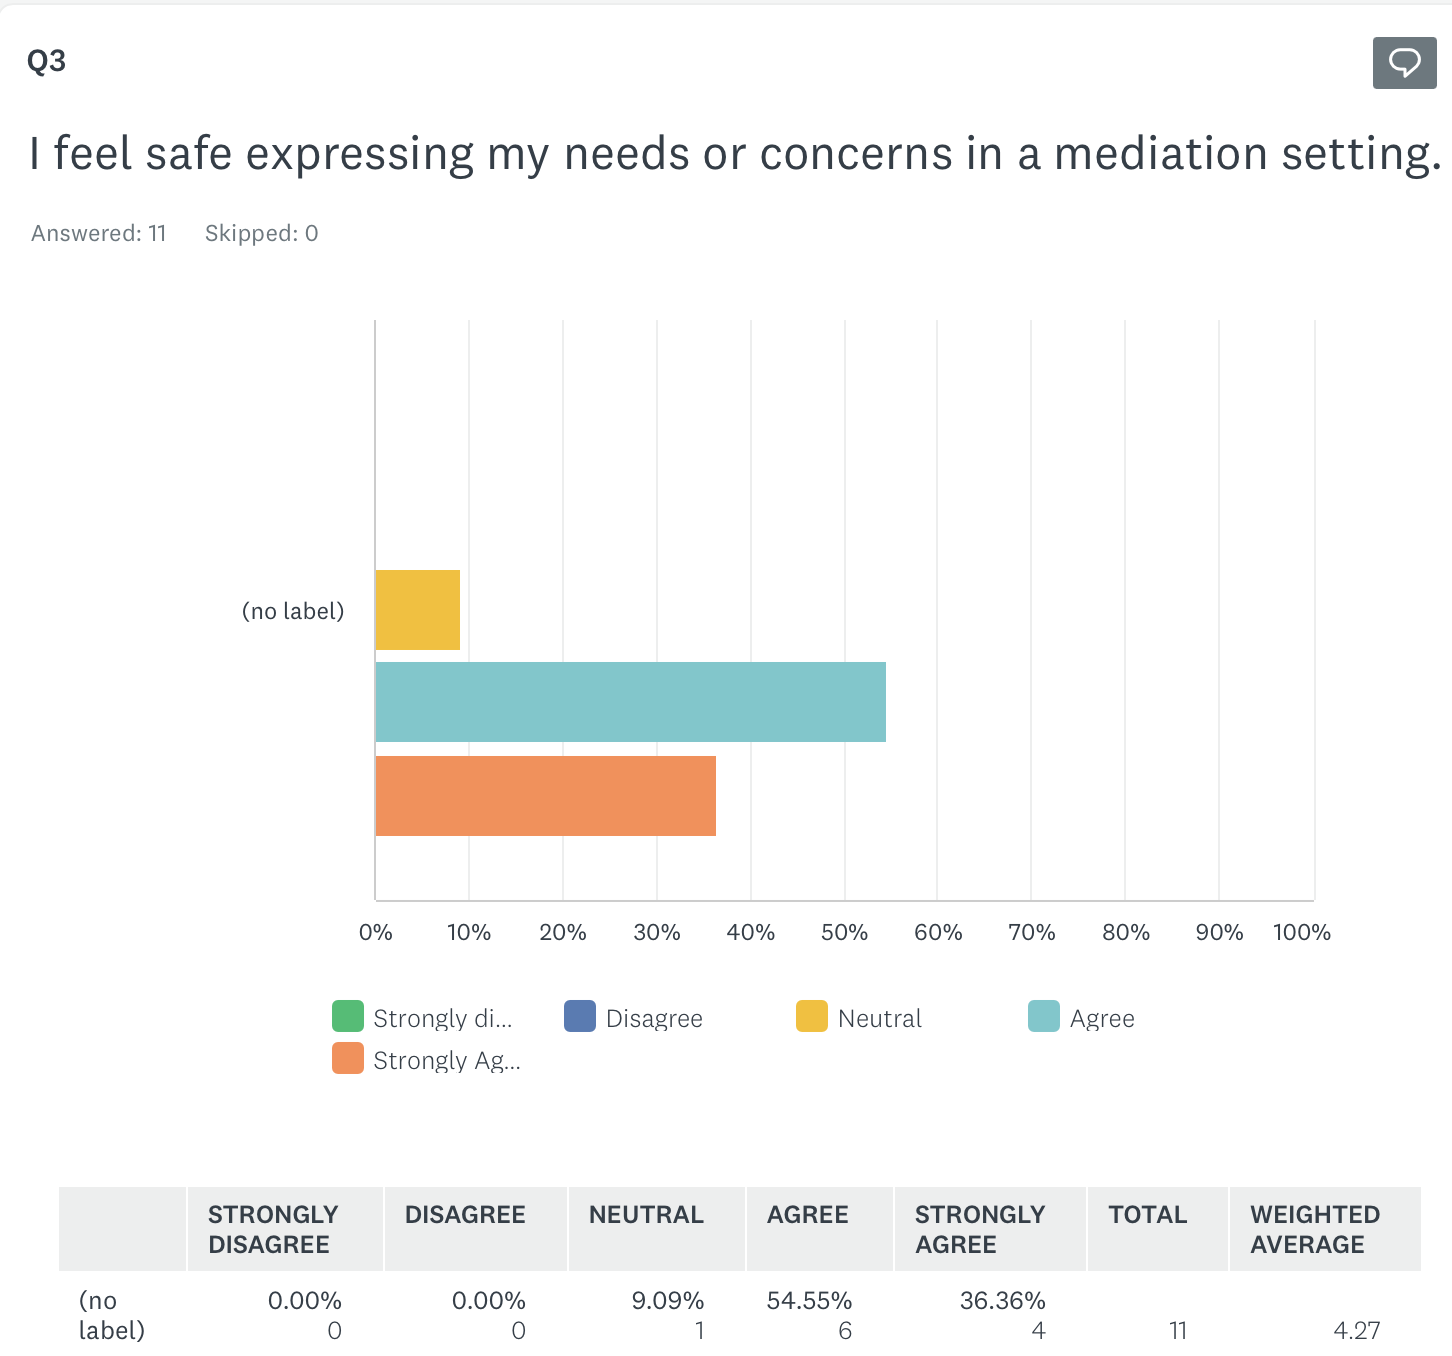 Q3
I feel safe expressing my needs or concerns in a mediation setting.
Answered: 11 Skipped: 0
(no label)
0% 10% 20% 30% 40% 50% 60% 70% 80% 90% 100%
Strongly di... Disagree Neutral Agree
Strongly Ag...
STRONGLY DISAGREE NEUTRAL AGREE STRONGLY TOTAL WEIGHTED
DISAGREE AGREE AVERAGE
(no 0.00% 0.00% 9.09% 54.55% 36.36%
label) 0 0 1 6 4 11 4.27